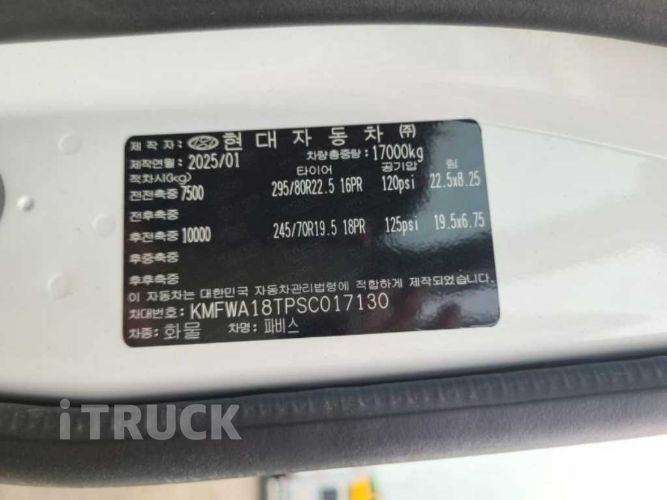 제 작 자: 현 대 자 동 차 ㈜
제작연월: 2025/01 차량총중량: 17000kg
적차시(kg) 타이어 공기압 림
전전축중 7500 295/80R22.5 16PR 120psi 22.5x8.25
전후축중
후전축중 10000 245/70R19.5 18PR 125psi 19.5x6.75
후중축중
후후축중
이 자동차는 대한민국 자동차관리법령에 적합하게 제작되었습니다.
차대번호: KMFWA18TPSC017130
차종: 화물 차명: 파비스
iTRUCK